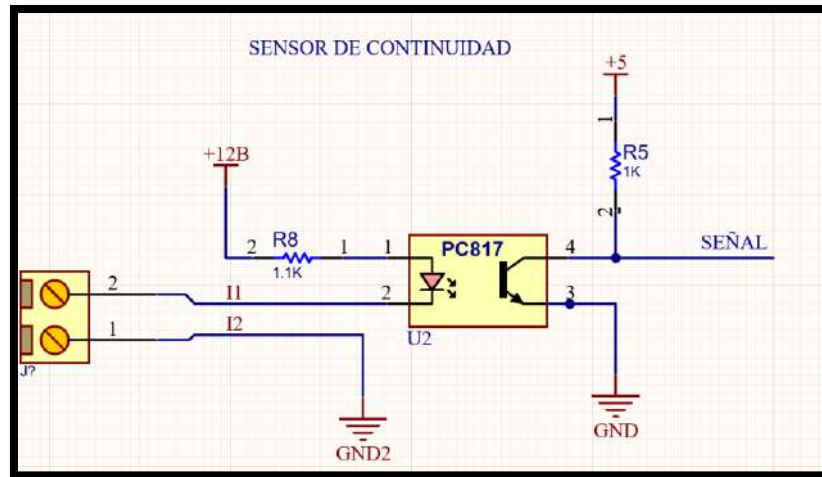 SENSOR DE CONTINUIDAD
+5
1
R5
1K
2
+12B
2
R8
1
1.1K
1
PC817
4
SEÑAL
2
I1
2
3
U2
1
I2
J?
GND2
GND